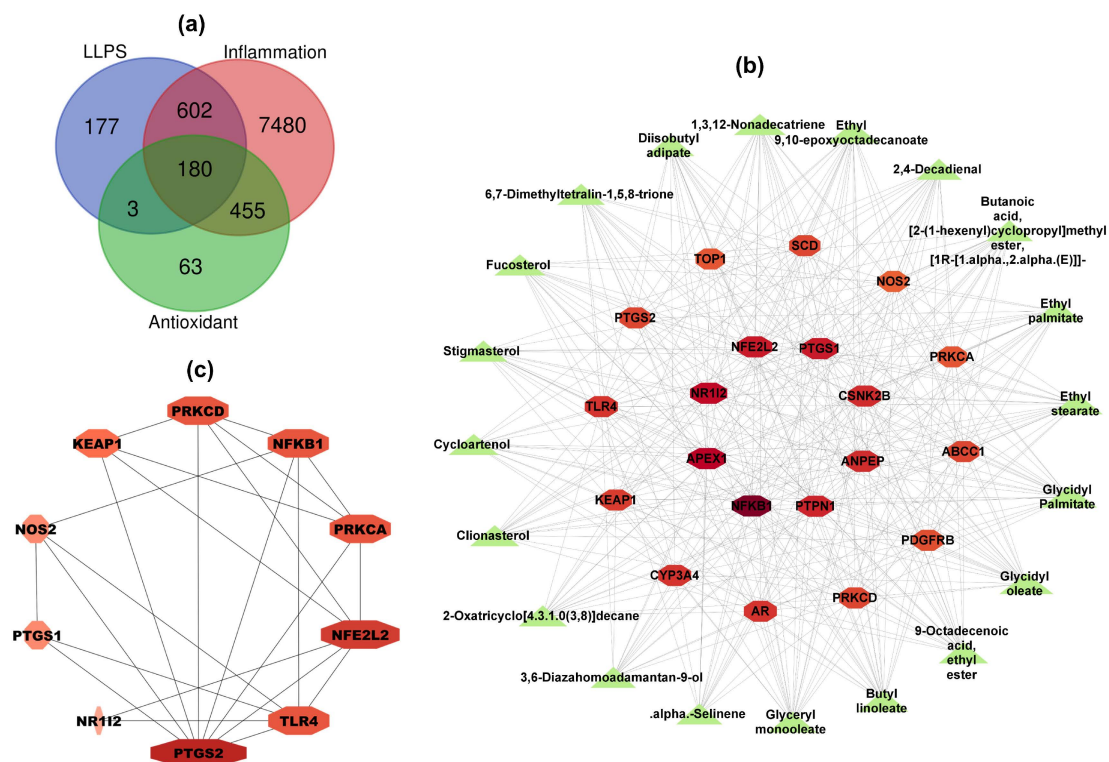 (a)
LLPS
Inflammation
177
602
7480
180
3
455
63
Antioxidant
(b)
1,3,12-Nonadecatriene
Ethyl
9,10-epoxyoctadecanoate
Diisobutyl
adipate
2,4-Decadienal
6,7-Dimethyltetralin-1,5,8-trione
Butanoic
acid,
[2-(1-hexenyl)cyclopropyl]methyl
ester,
[1R-[1.alpha.,2.alpha.(E)]]-
Fucosterol
Ethyl
palmitate
Stigmasterol
Ethyl
stearate
Cycloartenol
Glycidyl
Palmitate
Clionasterol
Glycidyl
oleate
2-Oxatricyclo[4.3.1.0(3,8)]decane
9-Octadecenoic
acid,
ethyl
ester
3,6-Diazahomoadamantan-9-ol
Butyl
linoleate
.alpha.-Selinene
Glyceryl
monooleate
TOP1
SCD
NOS2
PTGS2
NFE2L2
PTGS1
PRKCA
TLR4
NR1I2
CSNK2B
APEX1
ANPEP
ABCC1
KEAP1
NFKB1
PTPN1
PDGFRB
CYP3A4
AR
PRKCD
(c)
PRKCD
KEAP1
NFKB1
NOS2
PRKCA
PTGS1
NFE2L2
NR1I2
TLR4
PTGS2